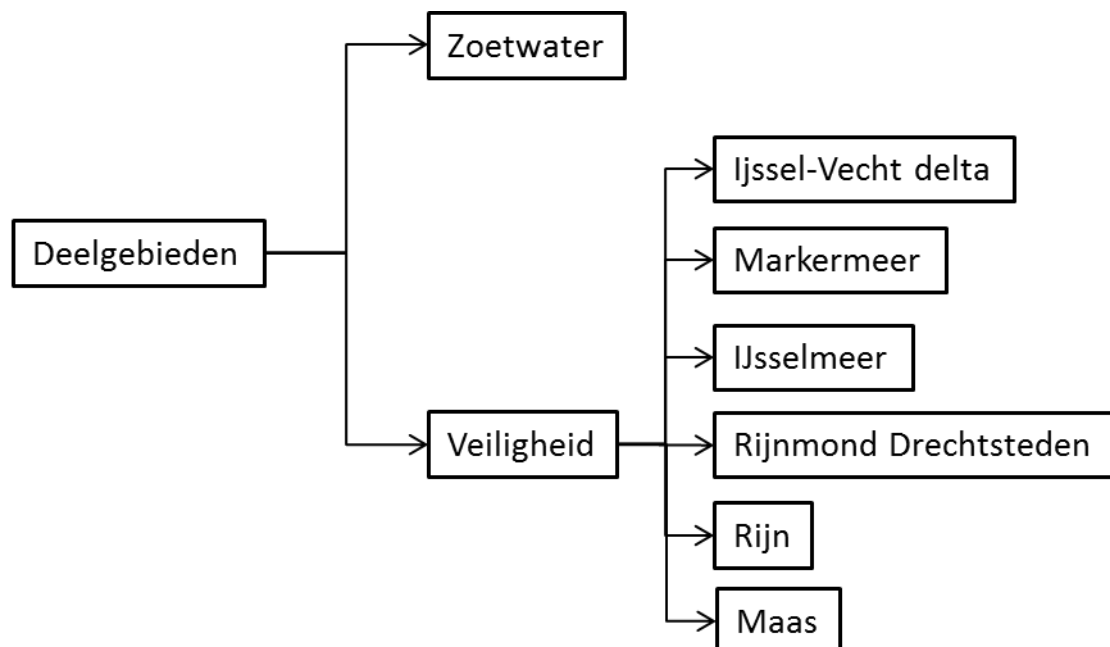 Zoetwater
Ijssel-Vecht delta
Deelgebieden
Markermeer
IJsselmeer
Veiligheid
Rijnmond Drechtsteden
Rijn
Maas